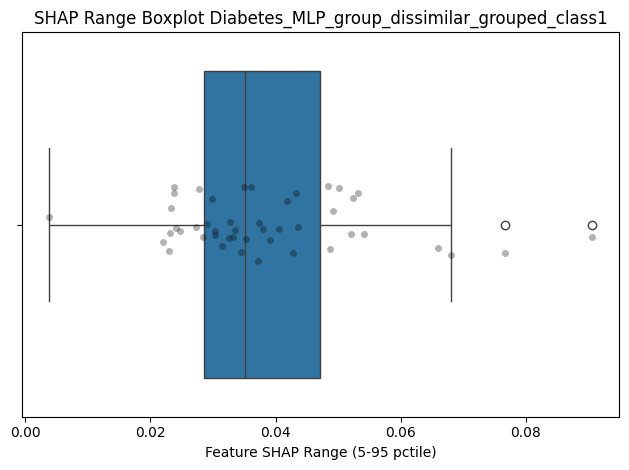 SHAP Range Boxplot Diabetes_MLP_group_dissimilar_grouped_class1
0.00 0.02 0.04 0.06 0.08
Feature SHAP Range (5-95 pctile)